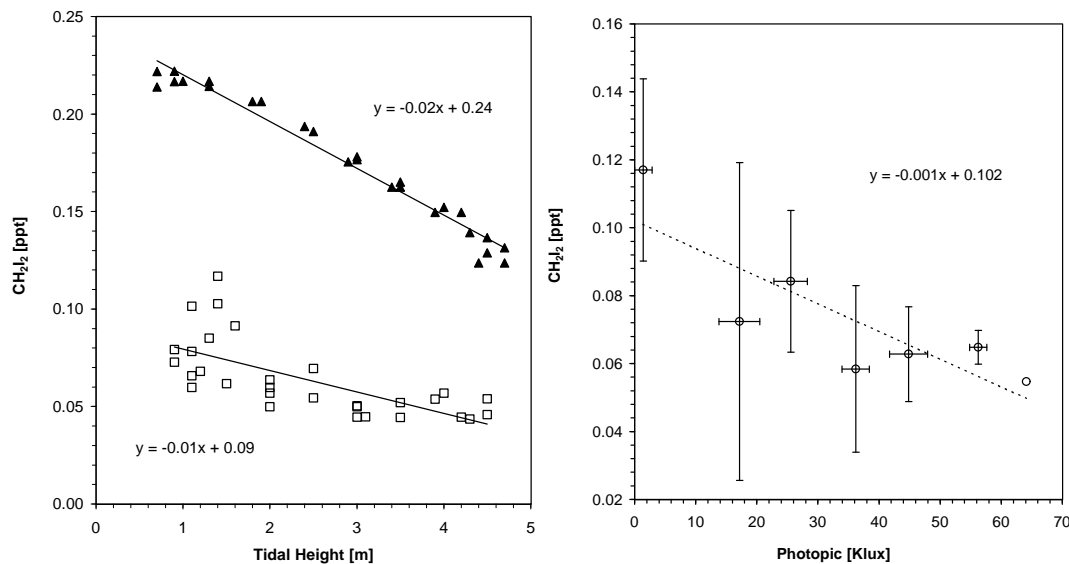 0.25
0.20
0.15
0.10
0.05
0.00
CH₂I₂ [ppt]
y = -0.02x + 0.24
y = -0.01x + 0.09
0 1 2 3 4 5
Tidal Height [m]
0.16
0.14
0.12
0.10
0.08
0.06
0.04
0.02
CH₂I₂ [ppt]
y = -0.001x + 0.102
0 10 20 30 40 50 60 70
Photopic [Klux]